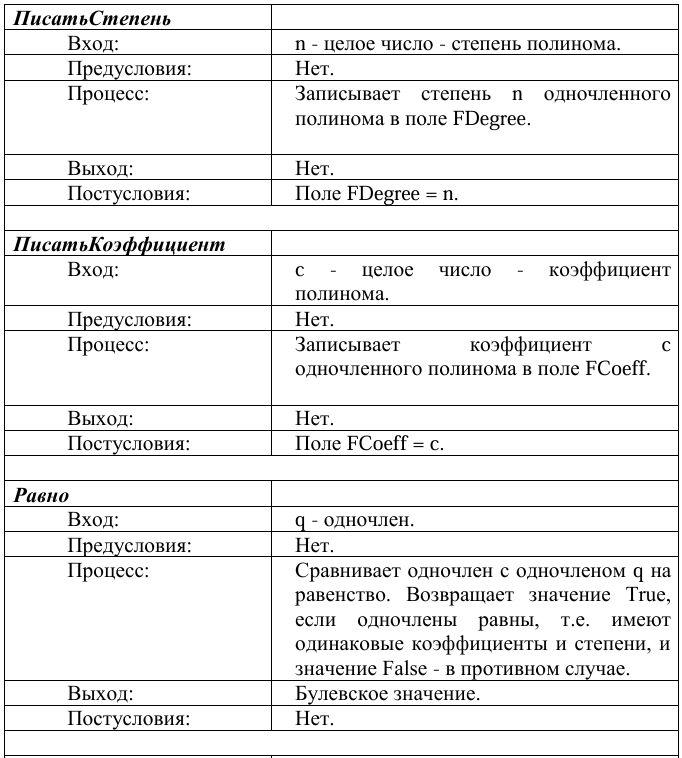 ПисатьСтепень
Вход: n - целое число - степень полинома.
Предусловия: Нет.
Процесс: Записывает степень n одночленного
полинома в поле FDegree.
Выход: Нет.
Постусловия: Поле FDegree = n.
ПисатьКоэффициент
Вход: c - целое число - коэффициент
полинома.
Предусловия: Нет.
Процесс: Записывает коэффициент c
одночленного полинома в поле FCoeff.
Выход: Нет.
Постусловия: Поле FCoeff = c.
Равно
Вход: q - одночлен.
Предусловия: Нет.
Процесс: Сравнивает одночлен с одночленом q на
равенство. Возвращает значение True,
если одночлены равны, т.е. имеют
одинаковые коэффициенты и степени, и
значение False - в противном случае.
Выход: Булевское значение.
Постусловия: Нет.